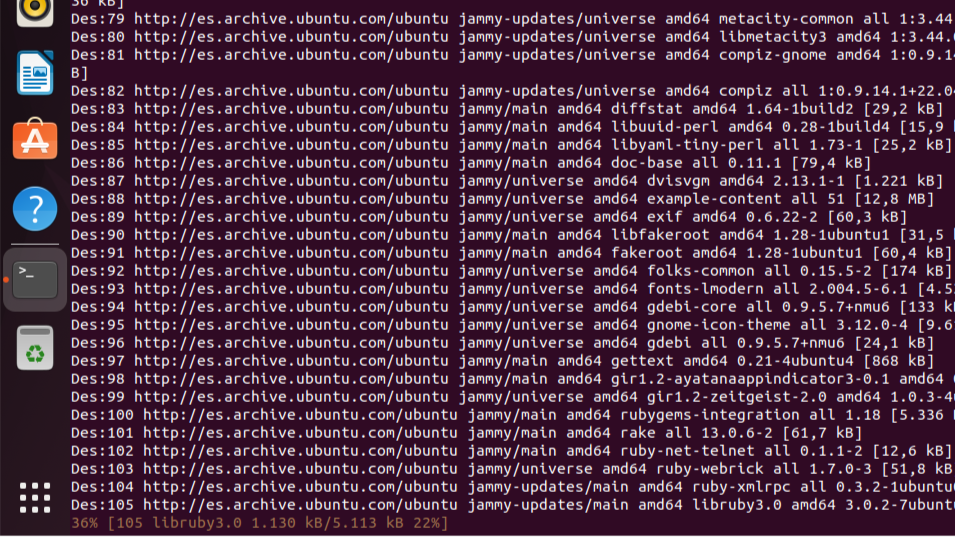 36 kB]
Des:79 http://es.archive.ubuntu.com/ubuntu jammy-updates/universe amd64 metacity-common all 1:3.44
Des:80 http://es.archive.ubuntu.com/ubuntu jammy-updates/universe amd64 libmetacity3 amd64 1:3.44.
Des:81 http://es.archive.ubuntu.com/ubuntu jammy-updates/universe amd64 compiz-gnome amd64 1:0.9.1
B]
Des:82 http://es.archive.ubuntu.com/ubuntu jammy-updates/universe amd64 compiz all 1:0.9.14.1+22.04
Des:83 http://es.archive.ubuntu.com/ubuntu jammy/main amd64 diffstat amd64 1.64-1build2 [29,2 kB]
Des:84 http://es.archive.ubuntu.com/ubuntu jammy/main amd64 libuuid-perl amd64 0.28-1build4 [15,9 k
Des:85 http://es.archive.ubuntu.com/ubuntu jammy/main amd64 libyaml-tiny-perl all 1.73-1 [25,2 kB]
Des:86 http://es.archive.ubuntu.com/ubuntu jammy/main amd64 doc-base all 0.11.1 [79,4 kB]
Des:87 http://es.archive.ubuntu.com/ubuntu jammy/universe amd64 dvisvgm amd64 2.13.1-1 [1.221 kB]
Des:88 http://es.archive.ubuntu.com/ubuntu jammy/universe amd64 example-content all 51 [12,8 MB]
Des:89 http://es.archive.ubuntu.com/ubuntu jammy/universe amd64 exif amd64 0.6.22-2 [60,3 kB]
Des:90 http://es.archive.ubuntu.com/ubuntu jammy/main amd64 libfakeroot amd64 1.28-1ubuntu1 [31,5
Des:91 http://es.archive.ubuntu.com/ubuntu jammy/main amd64 fakeroot amd64 1.28-1ubuntu1 [60,4 kB]
Des:92 http://es.archive.ubuntu.com/ubuntu jammy/universe amd64 folks-common all 0.15.5-2 [174 kB]
Des:93 http://es.archive.ubuntu.com/ubuntu jammy/universe amd64 fonts-lmodern all 2.004.5-6.1 [4.5
Des:94 http://es.archive.ubuntu.com/ubuntu jammy/universe amd64 gdebi-core all 0.9.5.7+nmu6 [133 k
Des:95 http://es.archive.ubuntu.com/ubuntu jammy/universe amd64 gnome-icon-theme all 3.12.0-4 [9.6
Des:96 http://es.archive.ubuntu.com/ubuntu jammy/universe amd64 gdebi all 0.9.5.7+nmu6 [24,1 kB]
Des:97 http://es.archive.ubuntu.com/ubuntu jammy/main amd64 gettext amd64 0.21-4ubuntu4 [868 kB]
Des:98 http://es.archive.ubuntu.com/ubuntu jammy/main amd64 gir1.2-ayatanaappindicator3-0.1 amd64
Des:99 http://es.archive.ubuntu.com/ubuntu jammy/universe amd64 gir1.2-zeitgeist-2.0 amd64 1.0.3-4
Des:100 http://es.archive.ubuntu.com/ubuntu jammy/main amd64 rubygems-integration all 1.18 [5.336
Des:101 http://es.archive.ubuntu.com/ubuntu jammy/main amd64 rake all 13.0.6-2 [61,7 kB]
Des:102 http://es.archive.ubuntu.com/ubuntu jammy/main amd64 ruby-net-telnet all 0.1.1-2 [12,6 kB]
Des:103 http://es.archive.ubuntu.com/ubuntu jammy/universe amd64 ruby-webrick all 1.7.0-3 [51,8 kB
Des:104 http://es.archive.ubuntu.com/ubuntu jammy-updates/main amd64 ruby-xmlrpc all 0.3.2-1ubuntu
Des:105 http://es.archive.ubuntu.com/ubuntu jammy-updates/main amd64 libruby3.0 amd64 3.0.2-7ubunt
36% [105 libruby3.0 1.130 kB/5.113 kB 22%]